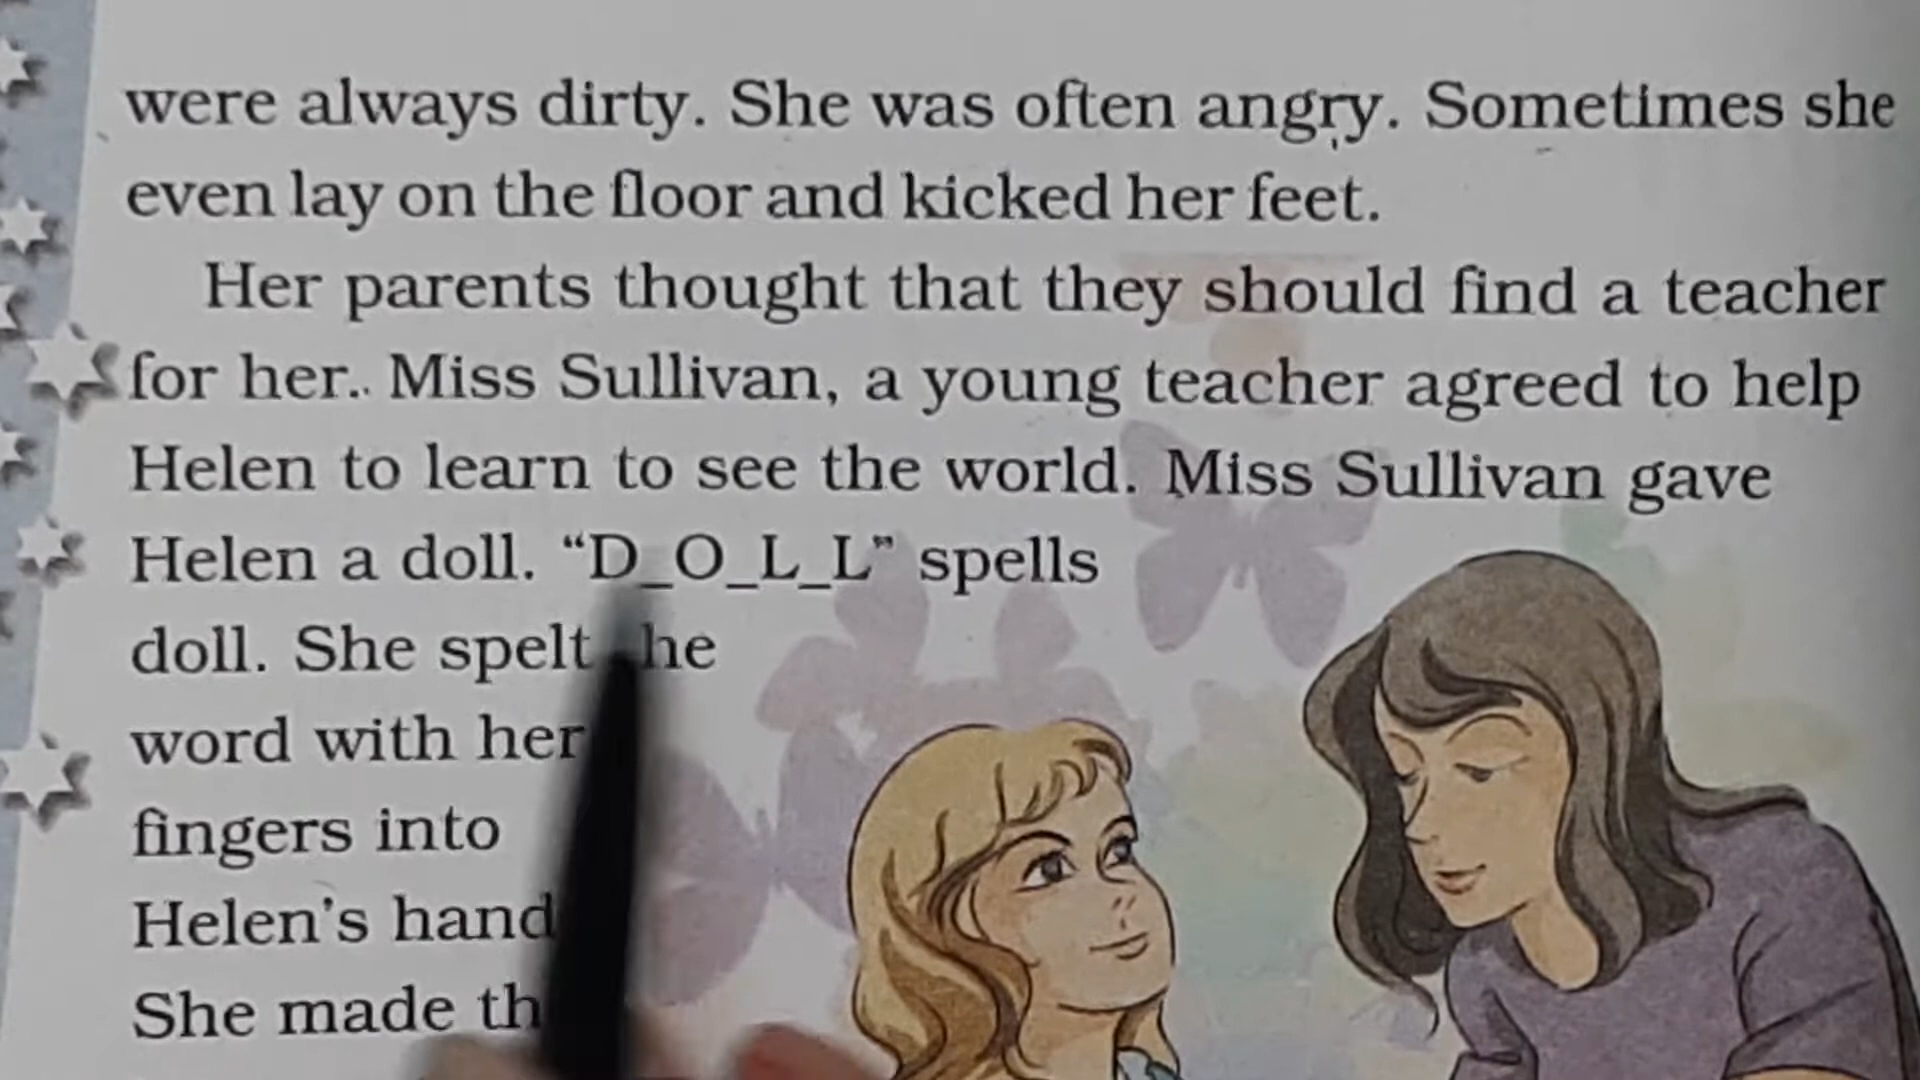 were always dirty. She was often angry. Sometimes she
even lay on the floor and kicked her feet.
Her parents thought that they should find a teacher
for her.. Miss Sullivan, a young teacher agreed to help
Helen to learn to see the world. Miss Sullivan gave
Helen a doll. “D_O_L_L” spells
doll. She spelt
word with her
fingers into
Helen’s hand
She made